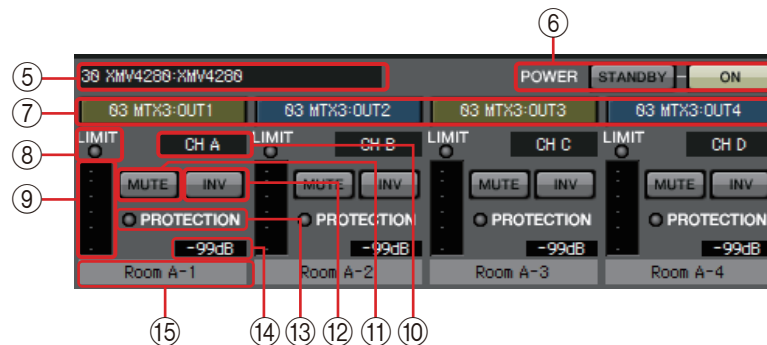 ⑥
⑤ 30 XMV4280:XMV4280 POWER STANDBY ON
⑦ 03 MTX3:OUT1 03 MTX3:OUT2 03 MTX3:OUT3 03 MTX3:OUT4
⑧ LIMIT CH A LIMIT CH B LIMIT CH C LIMIT CH D
⑨ MUTE INV MUTE INV MUTE INV MUTE INV
PROTECTION PROTECTION PROTECTION PROTECTION
-99dB -99dB -99dB -99dB
Room A-1 Room A-2 Room A-3 Room A-4
⑮ ⑭ ⑬ ⑫ ⑪ ⑩